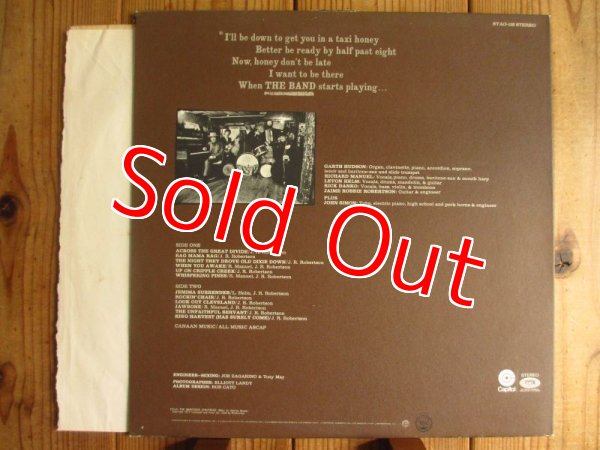 STAO-132 STEREO
"I'll be down to get you in a taxi honey
Better be ready by half past eight
Now, honey don't be late
I want to be there
When THE BAND starts playing...
GARTH HUDSON: Organ, clavinette, piano, accordion, soprano,
tenor and baritone-sax and slide trumpet
RICHARD MANUEL: Vocals, piano, drums, baritone-sax & mouth harp
LEVON HELM: Vocals, drums, mandolin, & guitar
RICK DANKO: Vocals, bass, violin, & trombone
JAIME ROBBIE ROBERTSON: Guitar & engineer
PLUS
JOHN SIMON: Tuba, electric piano, high school and peck horns & engineer
Sold Out
SIDE ONE
ACROSS THE GREAT DIVIDE
RAG MAMA RAG/J. R. Robertson
THE NIGHT THEY DROVE OLD DIXIE DOWN/J. R. Robertson
WHEN YOU AWAKE/R. Manuel, J. R. Robertson
UP ON CRIPPLE CREEK/J. R. Robertson
WHISPERING PINES/R. Manuel, J. R. Robertson
SIDE TWO
JEMIMA SURRENDER/L. Helm, J. R. Robertson
ROCKIN' CHAIR/J. R. Robertson
LOOK OUT CLEVELAND/J. R. Robertson
JAWBONE/R. Manuel, J. R. Robertson
THE UNFAITHFUL SERVANT/J. R. Robertson
KING HARVEST (HAS SURELY COME)/J. R. Robertson
CANAAN MUSIC/ALL MUSIC ASCAP
ENGINEER-MIXING: JOE ZAGARINO & Tony May
PHOTOGRAPHER: ELLIOTT LANDY
ALBUM DESIGN: BOB CATO
Capitol
STEREO